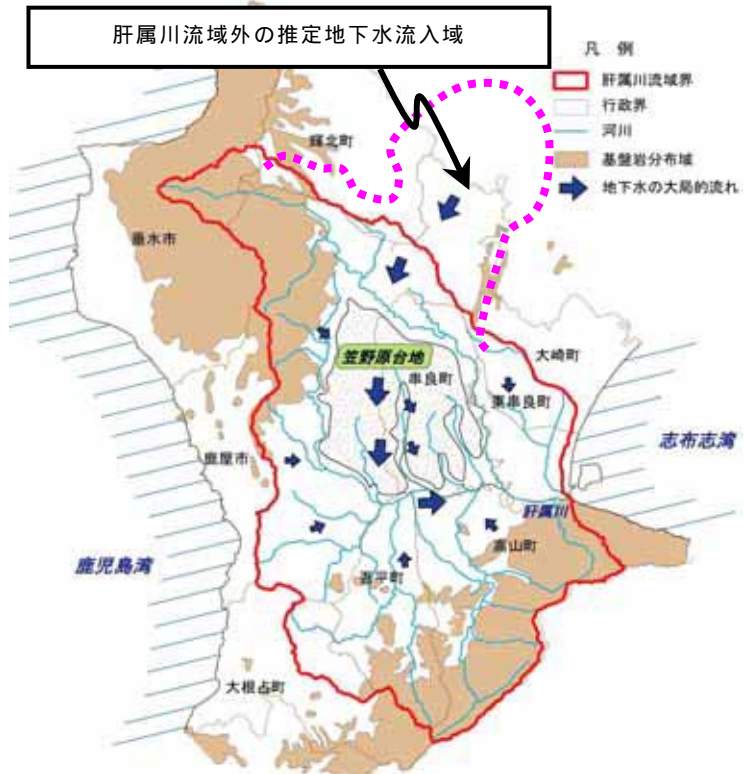 肝属川流域外の推定地下水流入域
凡 例
肝属川流域界
行政界
河川
基盤岩分布域
地下水の大局的流れ
輝北町
垂水市
笠野原台地
串良町
大崎町
東串良町
志布志湾
鹿屋市
肝属川
高山町
鹿児島湾
吾平町
大根占町